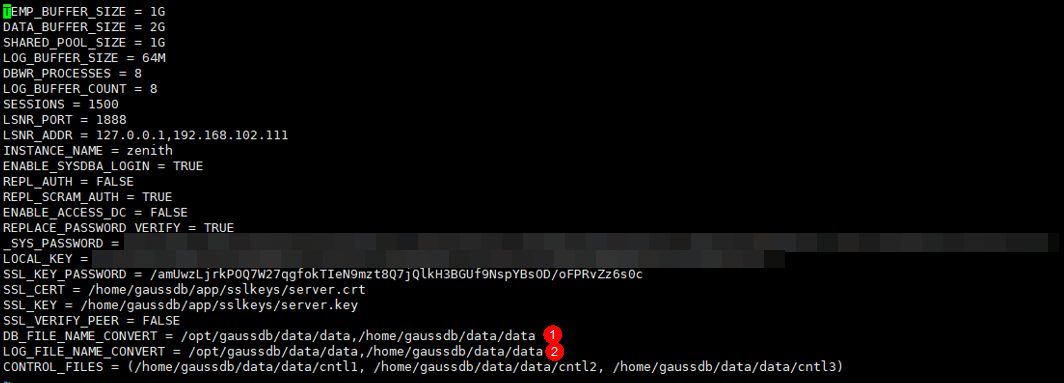 TEMP_BUFFER_SIZE = 1G
DATA_BUFFER_SIZE = 2G
SHARED_POOL_SIZE = 1G
LOG_BUFFER_SIZE = 64M
DBWR_PROCESSES = 8
LOG_BUFFER_COUNT = 8
SESSIONS = 1500
LSNR_PORT = 1888
LSNR_ADDR = 127.0.0.1,192.168.102.111
INSTANCE_NAME = zenith
ENABLE_SYSDBA_LOGIN = TRUE
REPL_AUTH = FALSE
REPL_SCRAM_AUTH = TRUE
ENABLE_ACCESS_DC = FALSE
REPLACE_PASSWORD_VERIFY = TRUE
_SYS_PASSWORD =
LOCAL_KEY =
SSL_KEY_PASSWORD = /amUwzLjrkPOQ7W27qgfokTIeN9mzt8Q7jQlkH3BGUf9NspYBsOD/oFPRvZz6s0c
SSL_CERT = /home/gaussdb/app/sslkeys/server.crt
SSL_KEY = /home/gaussdb/app/sslkeys/server.key
SSL_VERIFY_PEER = FALSE
DB_FILE_NAME_CONVERT = /opt/gaussdb/data/data,/home/gaussdb/data/data 1
LOG_FILE_NAME_CONVERT = /opt/gaussdb/data/data,/home/gaussdb/data/data 2
CONTROL_FILES = (/home/gaussdb/data/data/cntl1, /home/gaussdb/data/data/cntl2, /home/gaussdb/data/data/cntl3)
~